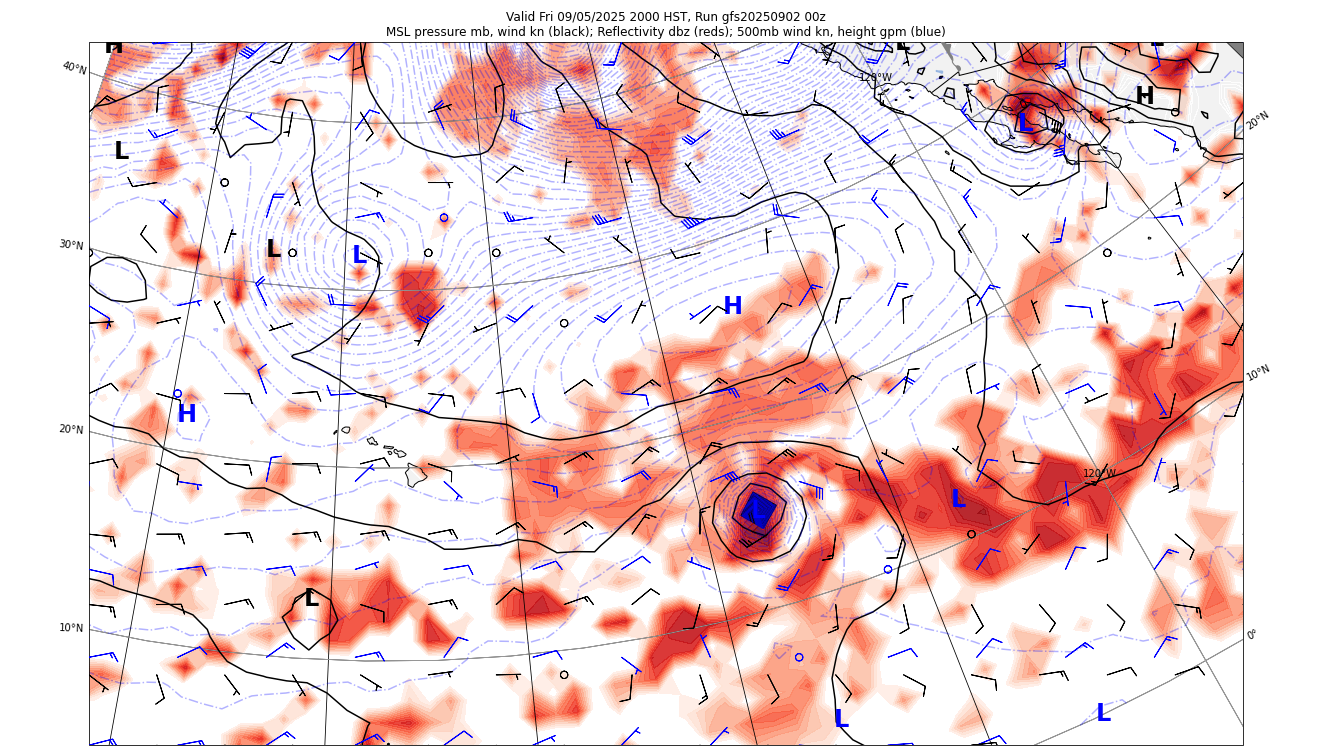 Valid Fri 09/05/2025 2000 HST, Run gfs20250902 00z
MSL pressure mb, wind kn (black); Reflectivity dbz (reds); 500mb wind kn, height gpm (blue)
H
L
L
40°N
120°W
H
20°N
L
L
30°N
L
L
H
10°N
H
20°N
120°W
L
L
L
10°N
0°
L
L